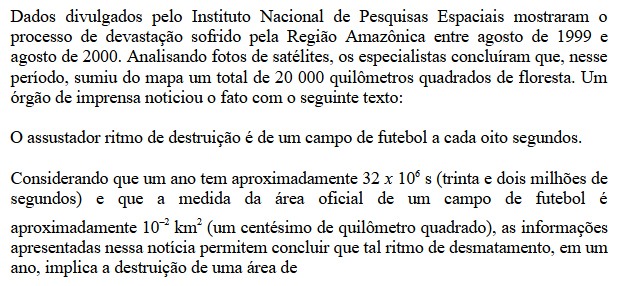 Dados divulgados pelo Instituto Nacional de Pesquisas Espaciais mostraram o
processo de devastação sofrido pela Região Amazônica entre agosto de 1999 e
agosto de 2000. Analisando fotos de satélites, os especialistas concluíram que, nesse
período, sumiu do mapa um total de 20 000 quilômetros quadrados de floresta. Um
órgão de imprensa noticiou o fato com o seguinte texto:
O assustador ritmo de destruição é de um campo de futebol a cada oito segundos.
Considerando que um ano tem aproximadamente 32 x 10⁶ s (trinta e dois milhões de
segundos) e que a medida da área oficial de um campo de futebol é
aproximadamente 10⁻² km² (um centésimo de quilômetro quadrado), as informações
apresentadas nessa notícia permitem concluir que tal ritmo de desmatamento, em um
ano, implica a destruição de uma área de